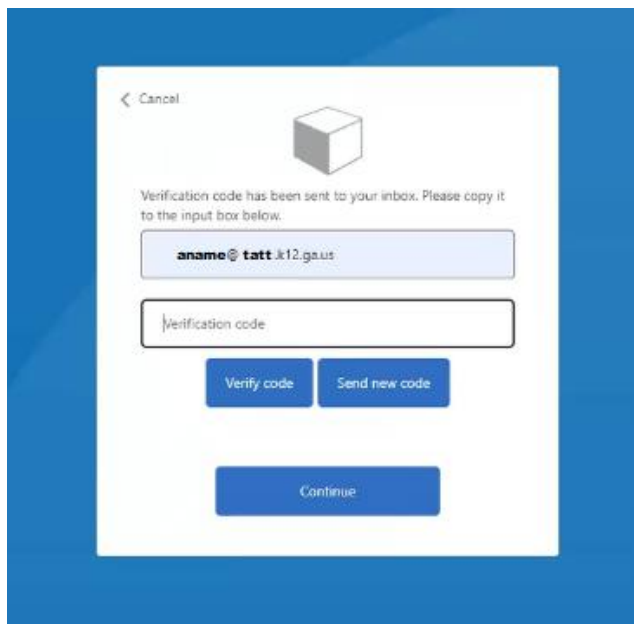 Cancel
Verification code has been sent to your inbox. Please copy it
to the input box below.
aname@ tatt.k12.ga.us
Verification code
Verify code
Send new code
Continue